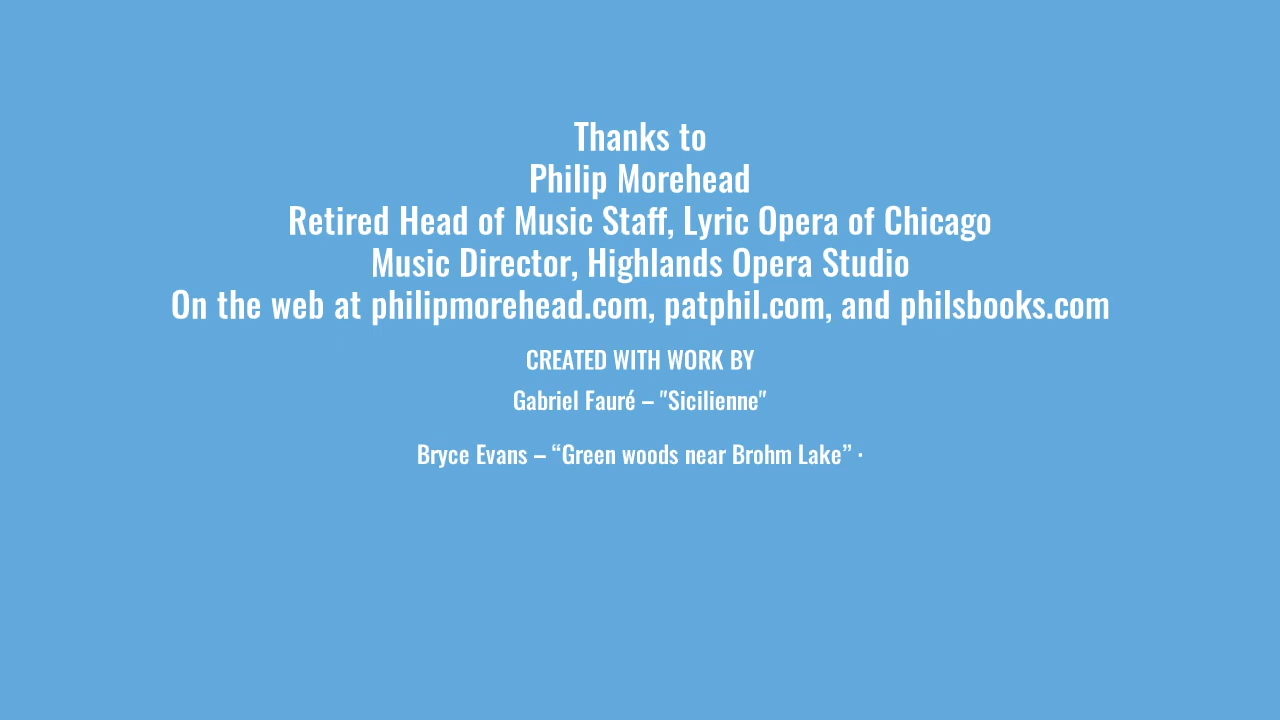 Thanks to
Philip Morehead
Retired Head of Music Staff, Lyric Opera of Chicago
Music Director, Highlands Opera Studio
On the web at philipmorehead.com, patphil.com, and philsbooks.com
CREATED WITH WORK BY
Gabriel Fauré – "Sicilienne"
Bryce Evans – “Green woods near Brohm Lake” ·